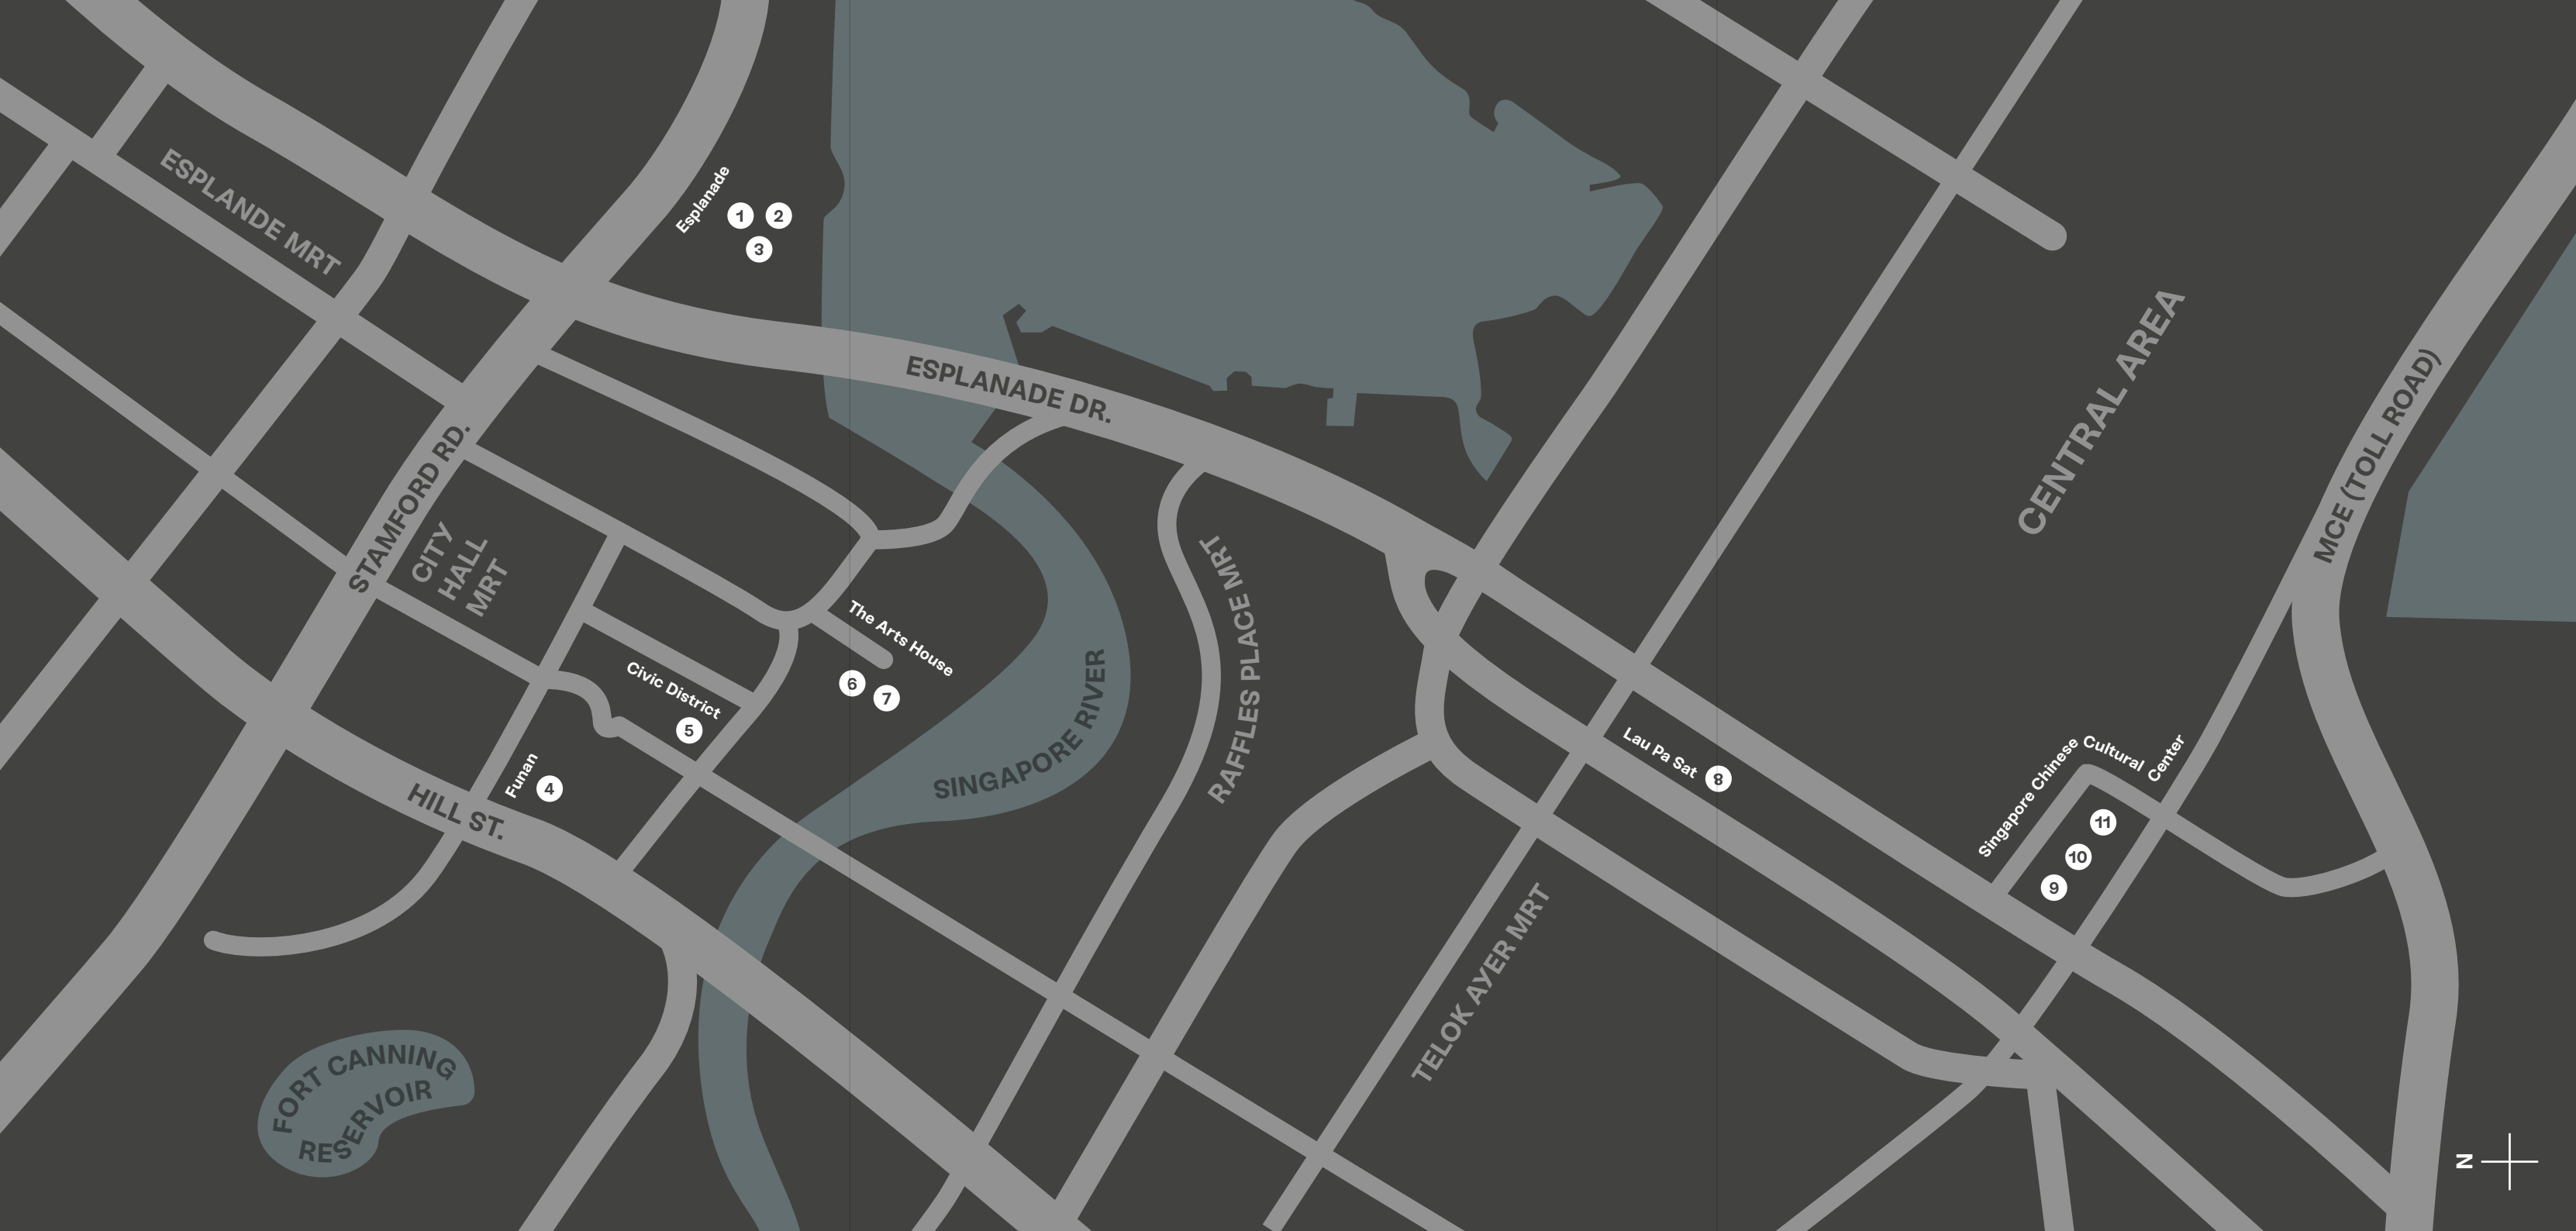 ESPLANDE MRT
Esplanade
1
2
3
ESPLANADE DR.
STAMFORD RD.
CITY
HALL
MRT
The Arts House
6
7
Civic District
5
Funan
4
HILL ST.
SINGAPORE RIVER
RAFFLES PLACE MRT
FORT CANNING
RESERVOIR
TELOK AYER MRT
Lau Pa Sat
8
CENTRAL AREA
MCE (TOLL ROAD)
Singapore Chinese Cultural Center
11
10
9
N